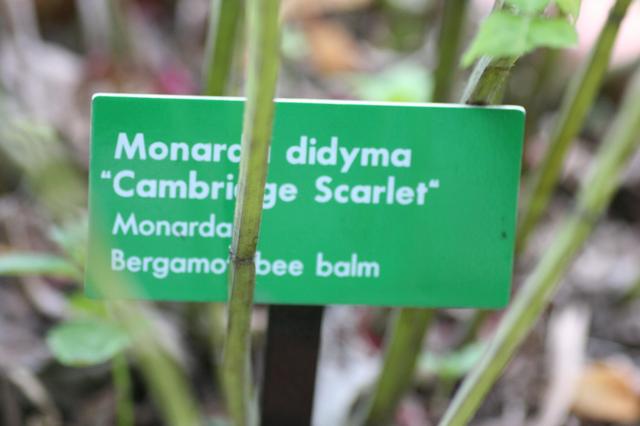 Monarda didyma
“Cambridge Scarlet“
Monarda
Bergamot bee balm